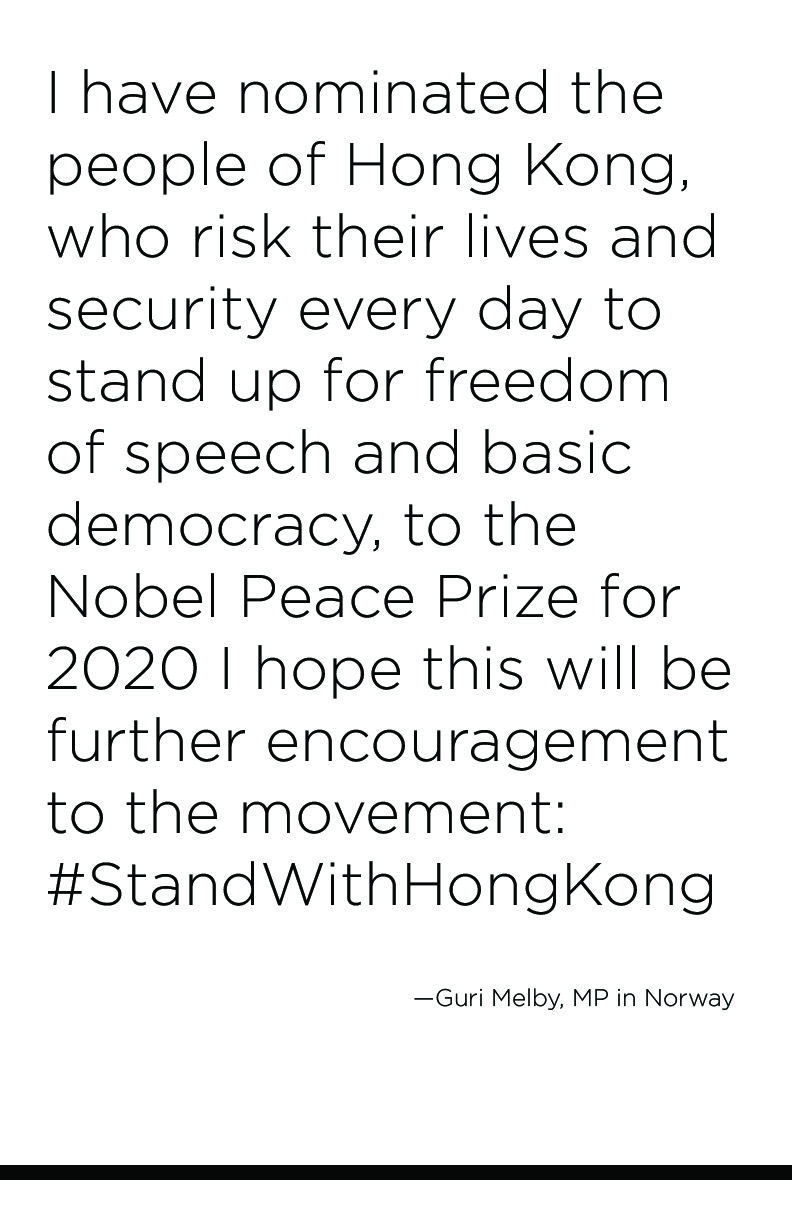 I have nominated the
people of Hong Kong,
who risk their lives and
security every day to
stand up for freedom
of speech and basic
democracy, to the
Nobel Peace Prize for
2020 I hope this will be
further encouragement
to the movement:
#StandWithHongKong
—Guri Melby, MP in Norway